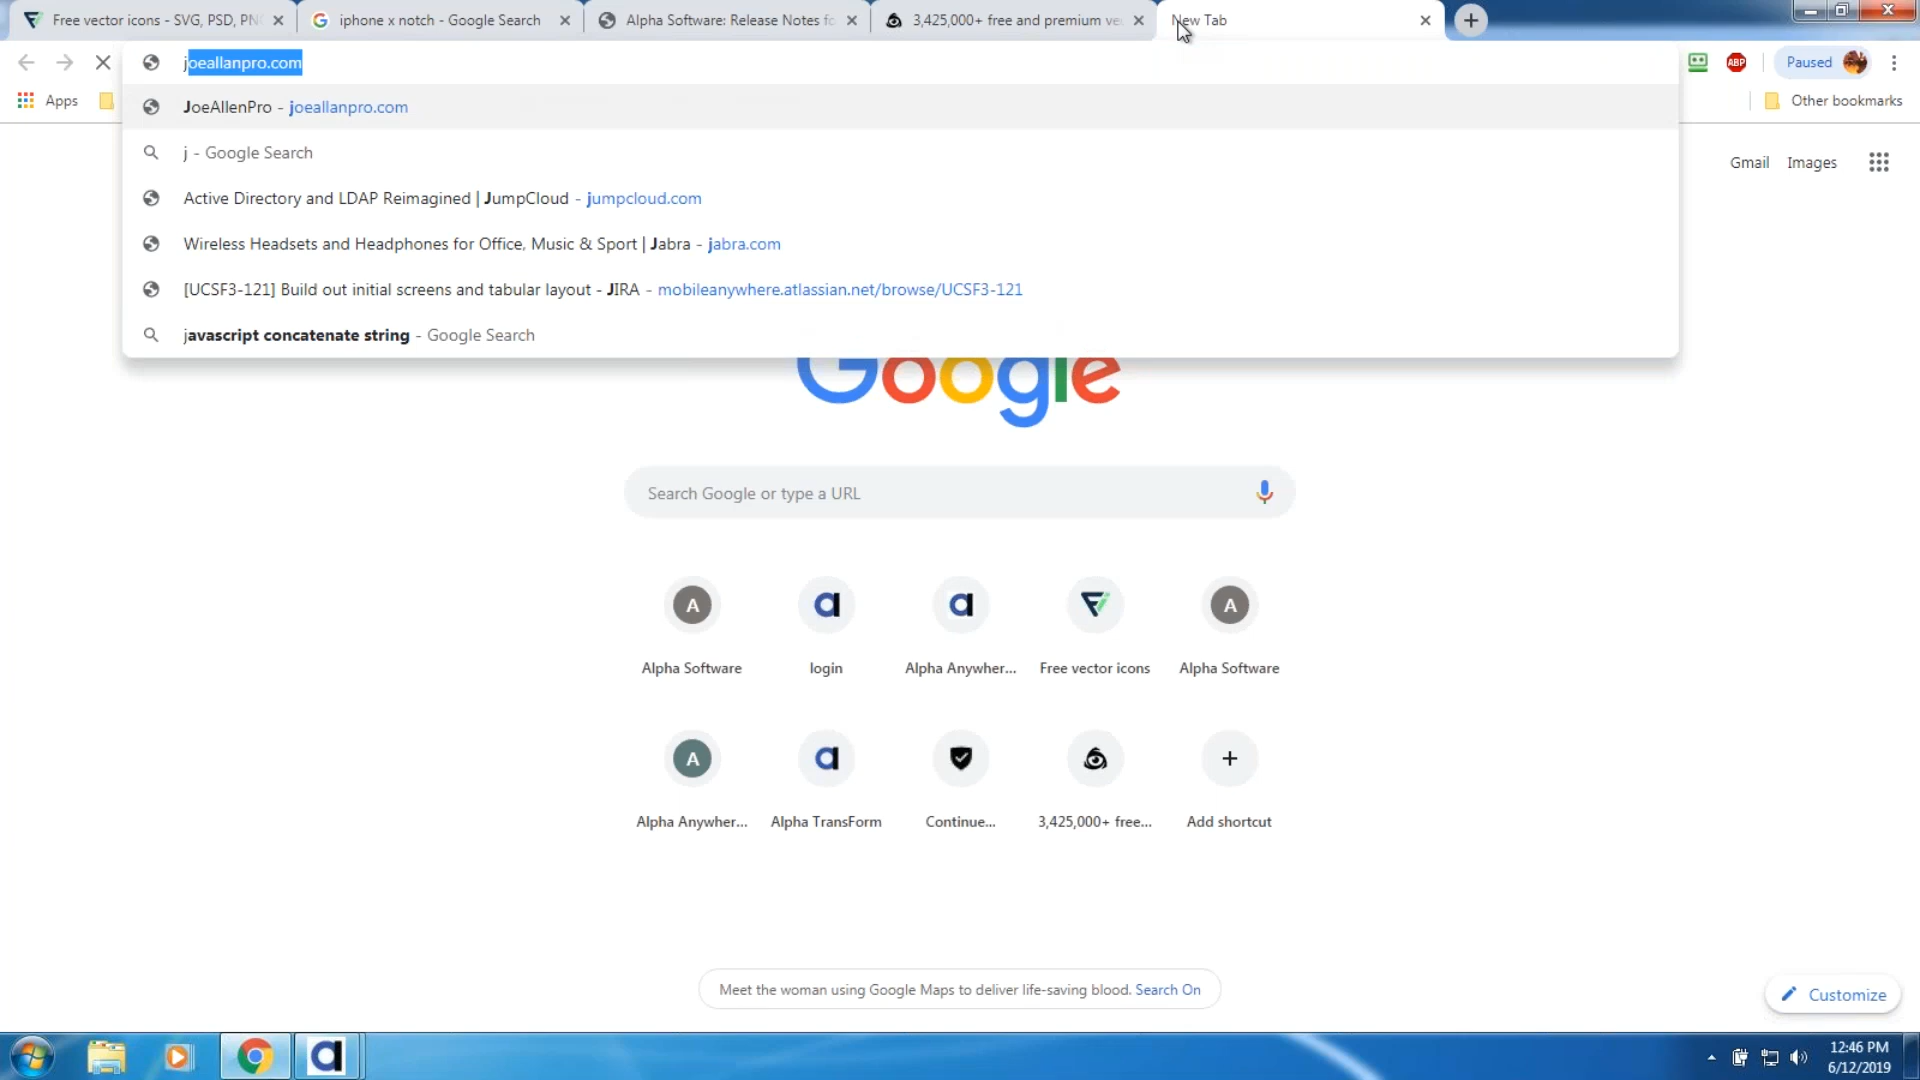 Free vector icons - SVG, PSD, PN
iphone x notch - Google Search
Alpha Software: Release Notes fo
3,425,000+ free and premium ve
New Tab
joeallanpro.com
ABP
Paused
Apps
Other bookmarks
JoeAllenPro - joeallanpro.com
j - Google Search
Active Directory and LDAP Reimagined | JumpCloud - jumpcloud.com
Wireless Headsets and Headphones for Office, Music & Sport | Jabra - jabra.com
[UCSF3-121] Build out initial screens and tabular layout - JIRA - mobileanywhere.atlassian.net/browse/UCSF3-121
javascript concatenate string - Google Search
Gmail Images
Google
Search Google or type a URL
A
A
Alpha Software
login
Alpha Anywher...
Free vector icons
Alpha Software
A
Alpha Anywher...
Alpha TransForm
Continue...
3,425,000+ free...
Add shortcut
Meet the woman using Google Maps to deliver life-saving blood. Search On
Customize
12:46 PM
6/12/2019